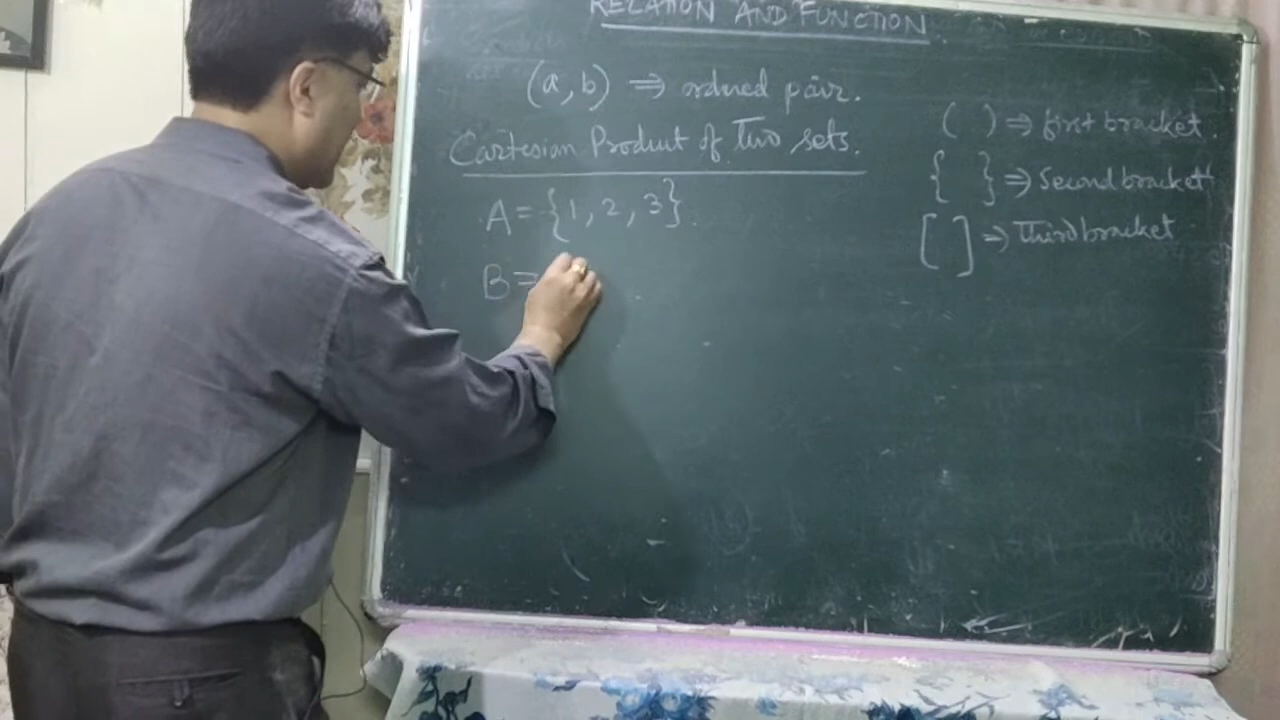 RELATION AND FUNCTION
(a, b) ⇒ ordered pair.
Cartesian Product of Two sets.
A = {1, 2, 3}.
B =
( ) ⇒ first bracket.
{ } ⇒ Second bracket
[ ] ⇒ Third bracket